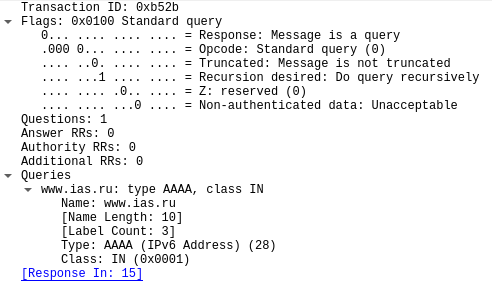 Transaction ID: 0xb52b
Flags: 0x0100 Standard query
0... .... .... .... = Response: Message is a query
.000 0... .... .... = Opcode: Standard query (0)
.... ..0. .... .... = Truncated: Message is not truncated
.... ...1 .... .... = Recursion desired: Do query recursively
.... .... .0.. .... = Z: reserved (0)
.... .... ...0 .... = Non-authenticated data: Unacceptable
Questions: 1
Answer RRs: 0
Authority RRs: 0
Additional RRs: 0
Queries
www.ias.ru: type AAAA, class IN
Name: www.ias.ru
[Name Length: 10]
[Label Count: 3]
Type: AAAA (IPv6 Address) (28)
Class: IN (0x0001)
[Response In: 15]